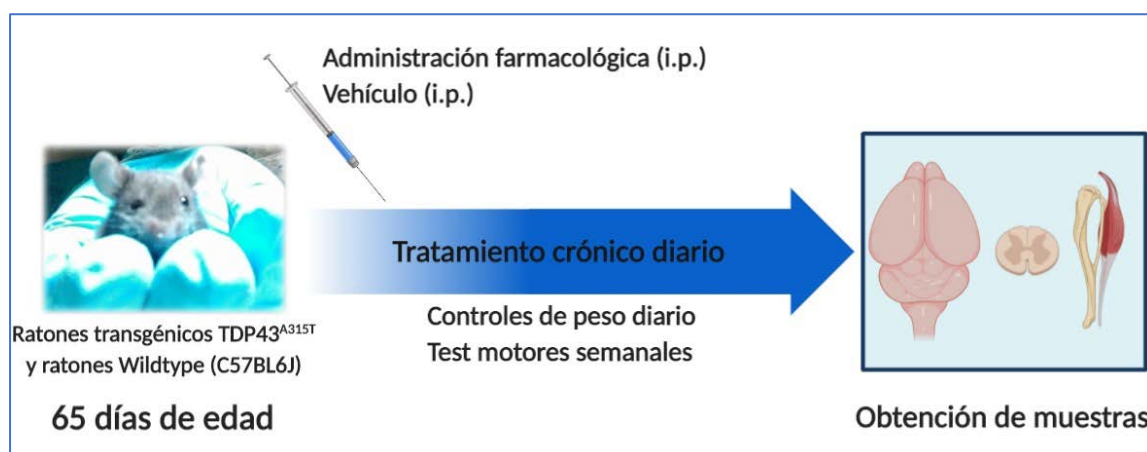 Administración farmacológica (i.p.)
Vehículo (i.p.)
Tratamiento crónico diario
Controles de peso diario
Test motores semanales
Ratones transgénicos TDP43ᴬ³¹⁵ᵀ
y ratones Wildtype (C57BL6J)
65 días de edad
Obtención de muestras